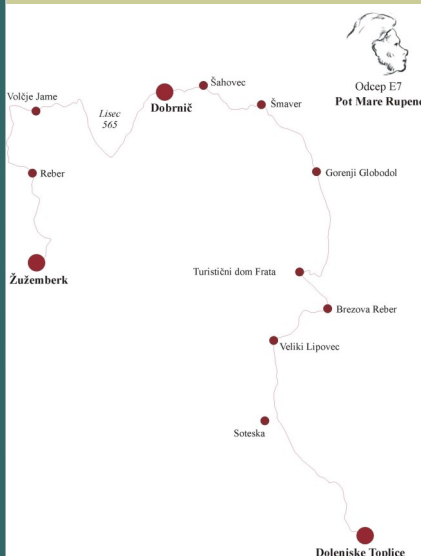 Odcep E7
Pot Mare Rupena
Volčje Jame
Lisec
565
Dobrnič
Šahovec
Šmaver
Reber
Gorenji Globodol
Žužemberk
Turistični dom Frata
Brezova Reber
Veliki Lipovec
Soteska
Dolenjske Toplice